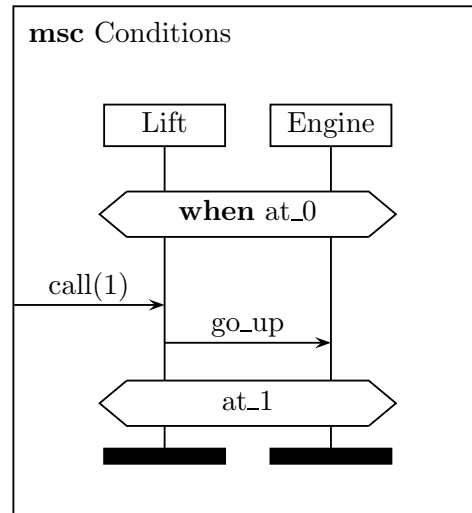 msc Conditions
Lift
Engine
when at_0
call(1)
go_up
at_1